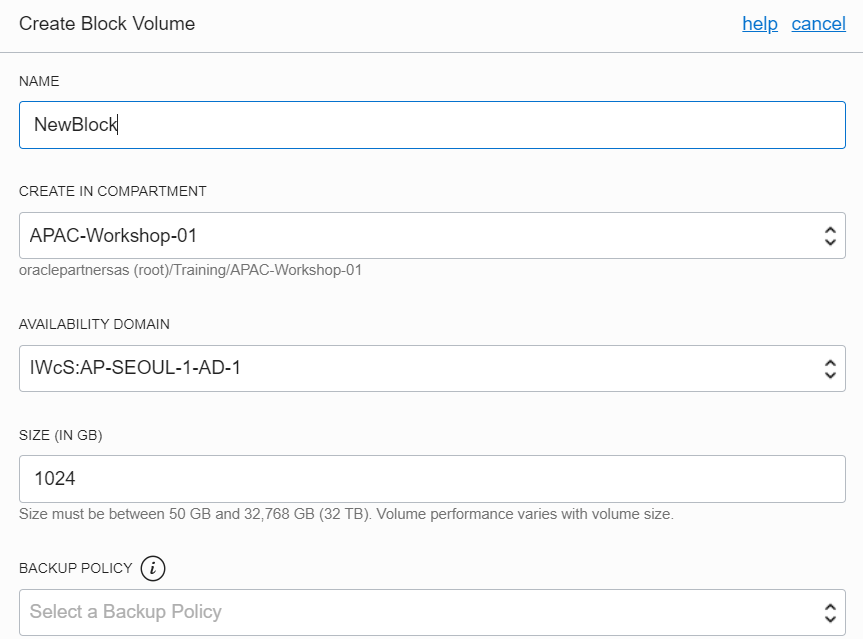 Create Block Volume help cancel
NAME
NewBlock
CREATE IN COMPARTMENT
APAC-Workshop-01
oraclepartnersas (root)/Training/APAC-Workshop-01
AVAILABILITY DOMAIN
IWcS:AP-SEOUL-1-AD-1
SIZE (IN GB)
1024
Size must be between 50 GB and 32,768 GB (32 TB). Volume performance varies with volume size.
BACKUP POLICY i
Select a Backup Policy